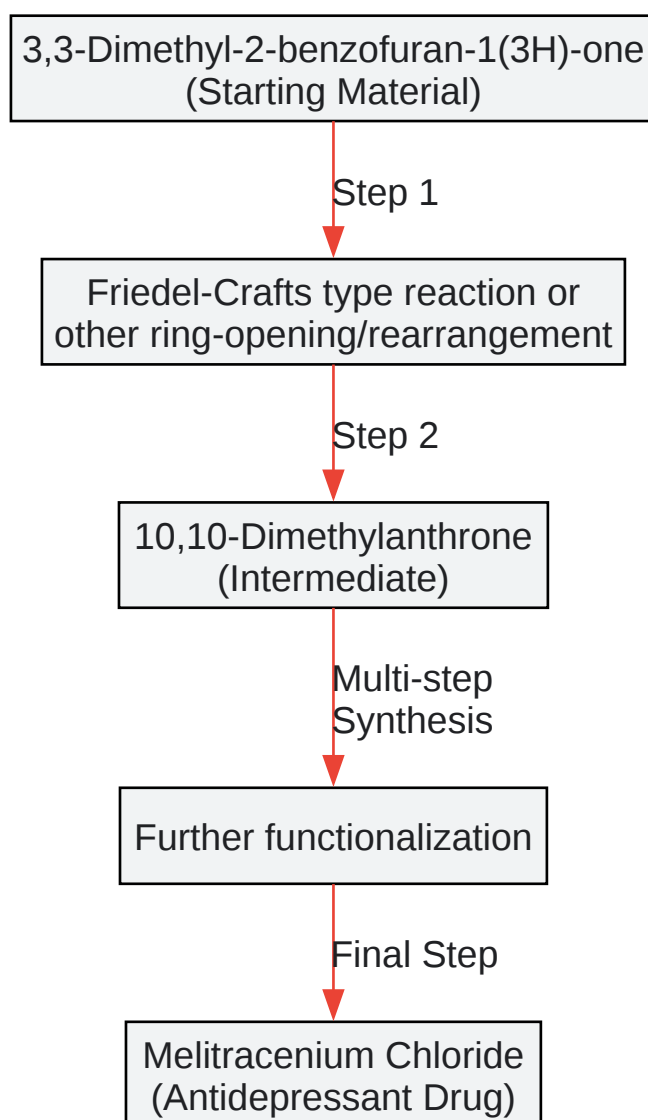 3,3-Dimethyl-2-benzofuran-1(3H)-one
(Starting Material)
Step 1
Friedel-Crafts type reaction or
other ring-opening/rearrangement
Step 2
10,10-Dimethylanthrone
(Intermediate)
Multi-step
Synthesis
Further functionalization
Final Step
Melitracenium Chloride
(Antidepressant Drug)